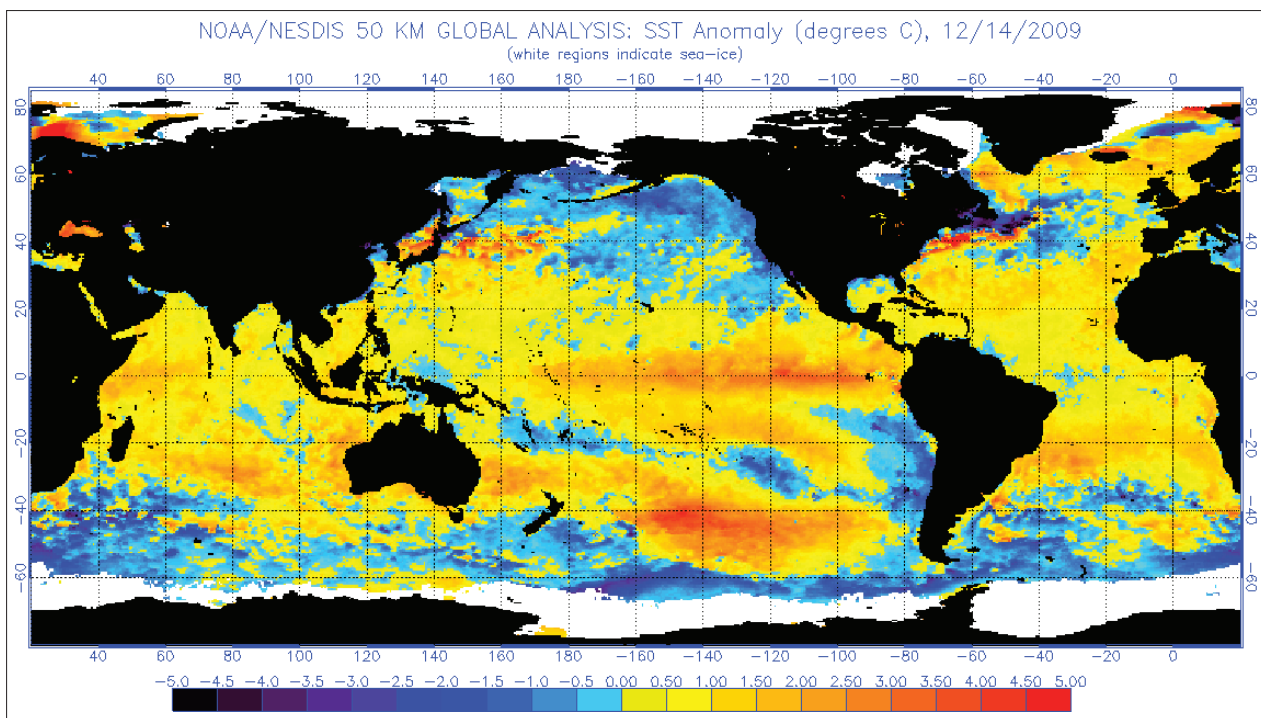 NOAA/NESDIS 50 KM GLOBAL ANALYSIS: SST Anomaly (degrees C), 12/14/2009
(white regions indicate sea-ice)
40 60 80 100 120 140 160 180 -160 -140 -120 -100 -80 -60 -40 -20 0
80 80
60 60
40 40
20 20
0 0
-20 -20
-40 -40
-60 -60
40 60 80 100 120 140 160 180 -160 -140 -120 -100 -80 -60 -40 -20 0
-5.0 -4.5 -4.0 -3.5 -3.0 -2.5 -2.0 -1.5 -1.0 -0.5 0.00 0.50 1.00 1.50 2.00 2.50 3.00 3.50 4.00 4.50 5.00